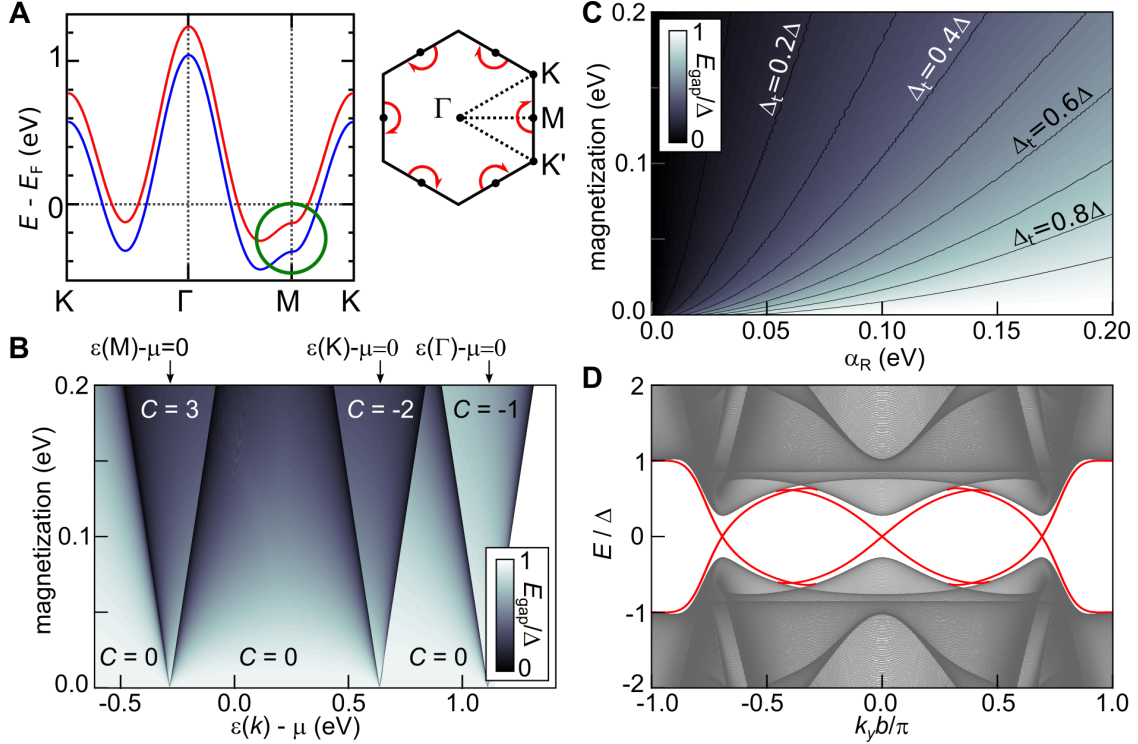 A
E - E_F (eV)
1
0
K
Γ
M
K
Γ
K
M
K'
B
ε(M)-μ=0
ε(K)-μ=0
ε(Γ)-μ=0
magnetization (eV)
0.2
0.1
0.0
C = 3
C = -2
C = -1
C = 0
C = 0
C = 0
1
E_gap/Δ
0
-0.5
0.0
0.5
1.0
ε(k) - μ (eV)
C
magnetization (eV)
0.2
0.1
0.0
1
E_gap/Δ
0
Δ_t=0.2Δ
Δ_t=0.4Δ
Δ_t=0.6Δ
Δ_t=0.8Δ
0.0
0.05
0.10
0.15
0.20
α_R (eV)
D
E / Δ
2
1
0
-1
-2
-1.0
-0.5
0.0
0.5
1.0
k_y b/π